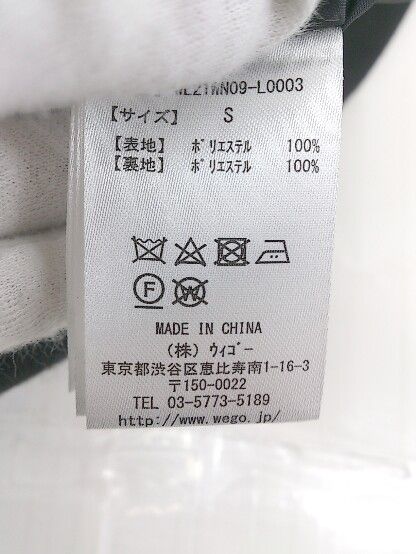 WL21WN09-L0003
【サイズ】 S
【表地】 ポリエステル 100%
【裏地】 ポリエステル 100%
F W
MADE IN CHINA
(株) ウィゴー
東京都渋谷区恵比寿南1-16-3
〒150-0022
TEL 03-5773-5189
http://www.wego.jp/